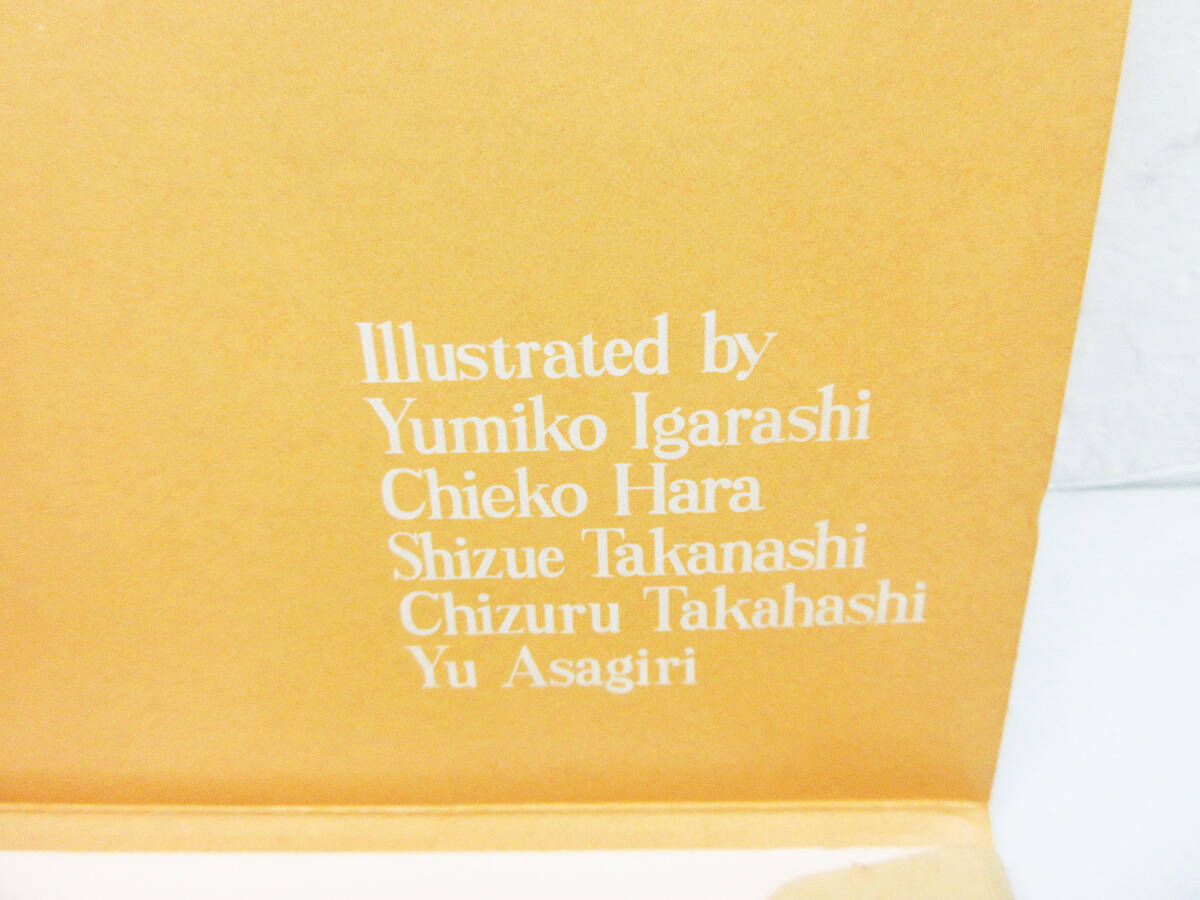 Illustrated by
Yumiko Igarashi
Chieko Hara
Shizue Takanashi
Chizuru Takahashi
Yu Asagiri